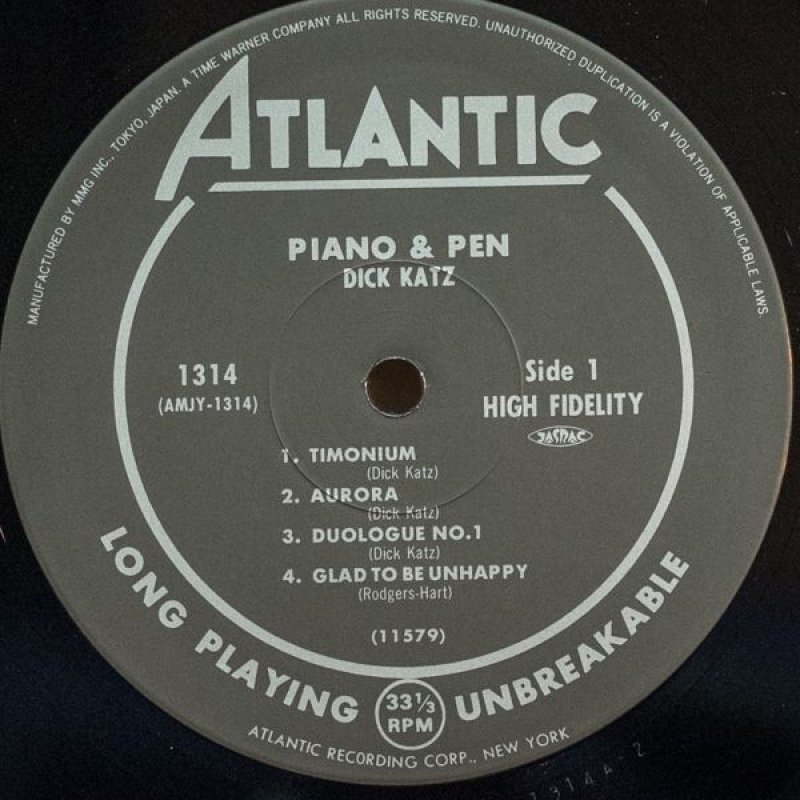 MANUFACTURED BY MMG INC., TOKYO, JAPAN. A TIME WARNER COMPANY ALL RIGHTS RESERVED. UNAUTHORIZED DUPLICATION IS A VIOLATION OF APPLICABLE LAWS.
ATLANTIC
PIANO & PEN
DICK KATZ
1314
(AMJY-1314)
Side 1
HIGH FIDELITY
JASRAC
1. TIMONIUM
(Dick Katz)
2. AURORA
(Dick Katz)
3. DUOLOGUE NO.1
(Dick Katz)
4. GLAD TO BE UNHAPPY
(Rodgers-Hart)
(11579)
LONG PLAYING
33⅓
RPM
UNBREAKABLE
ATLANTIC RECORDING CORP., NEW YORK